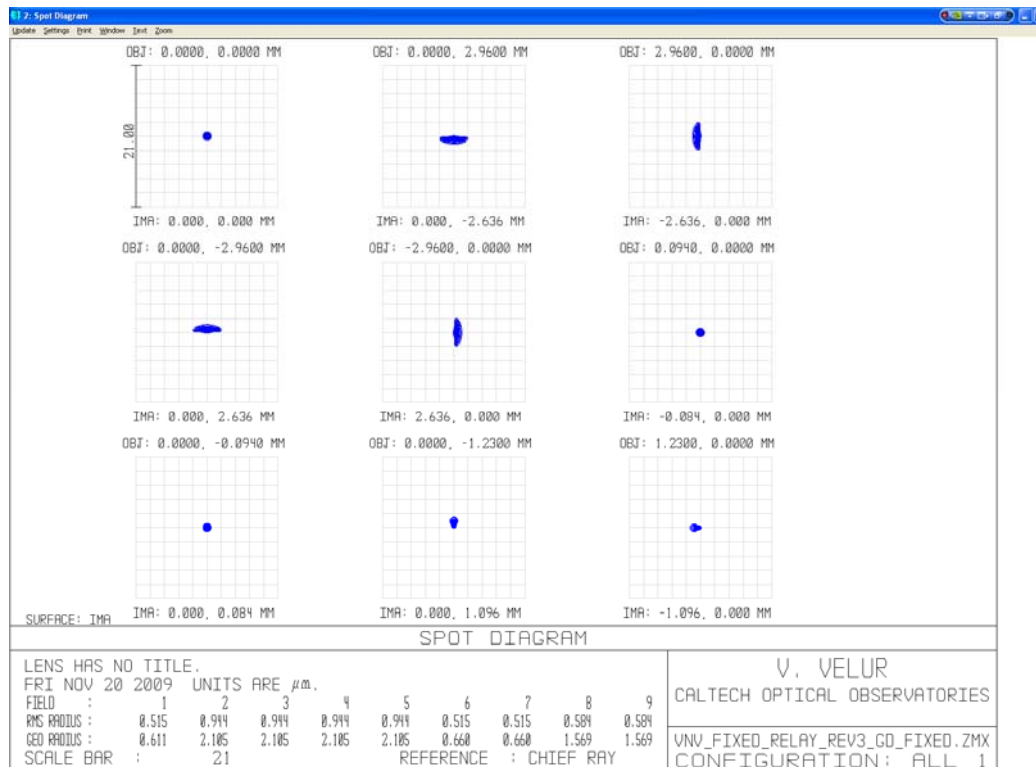 2: Spot Diagram
Update Settings Print Window Text Zoom
OBJ: 0.0000, 0.0000 MM
OBJ: 0.0000, 2.9600 MM
OBJ: 2.9600, 0.0000 MM
21.00
IMA: 0.000, 0.000 MM
IMA: 0.000, -2.636 MM
IMA: -2.636, 0.000 MM
OBJ: 0.0000, -2.9600 MM
OBJ: -2.9600, 0.0000 MM
OBJ: 0.0940, 0.0000 MM
IMA: 0.000, 2.636 MM
IMA: 2.636, 0.000 MM
IMA: -0.084, 0.000 MM
OBJ: 0.0000, -0.0940 MM
OBJ: 0.0000, -1.2300 MM
OBJ: 1.2300, 0.0000 MM
IMA: 0.000, 0.084 MM
IMA: 0.000, 1.096 MM
IMA: -1.096, 0.000 MM
SURFACE: IMA
SPOT DIAGRAM
LENS HAS NO TITLE.
FRI NOV 20 2009 UNITS ARE µm.
FIELD : 1 2 3 4 5 6 7 8 9
RMS RADIUS : 0.515 0.944 0.944 0.944 0.944 0.515 0.515 0.584 0.584
GEO RADIUS : 0.611 2.105 2.105 2.105 2.105 0.660 0.660 1.569 1.569
SCALE BAR : 21 REFERENCE : CHIEF RAY
V. VELUR
CALTECH OPTICAL OBSERVATORIES
VNV_FIXED_RELAY_REV3_GD_FIXED.ZMX
CONFIGURATION: ALL 1